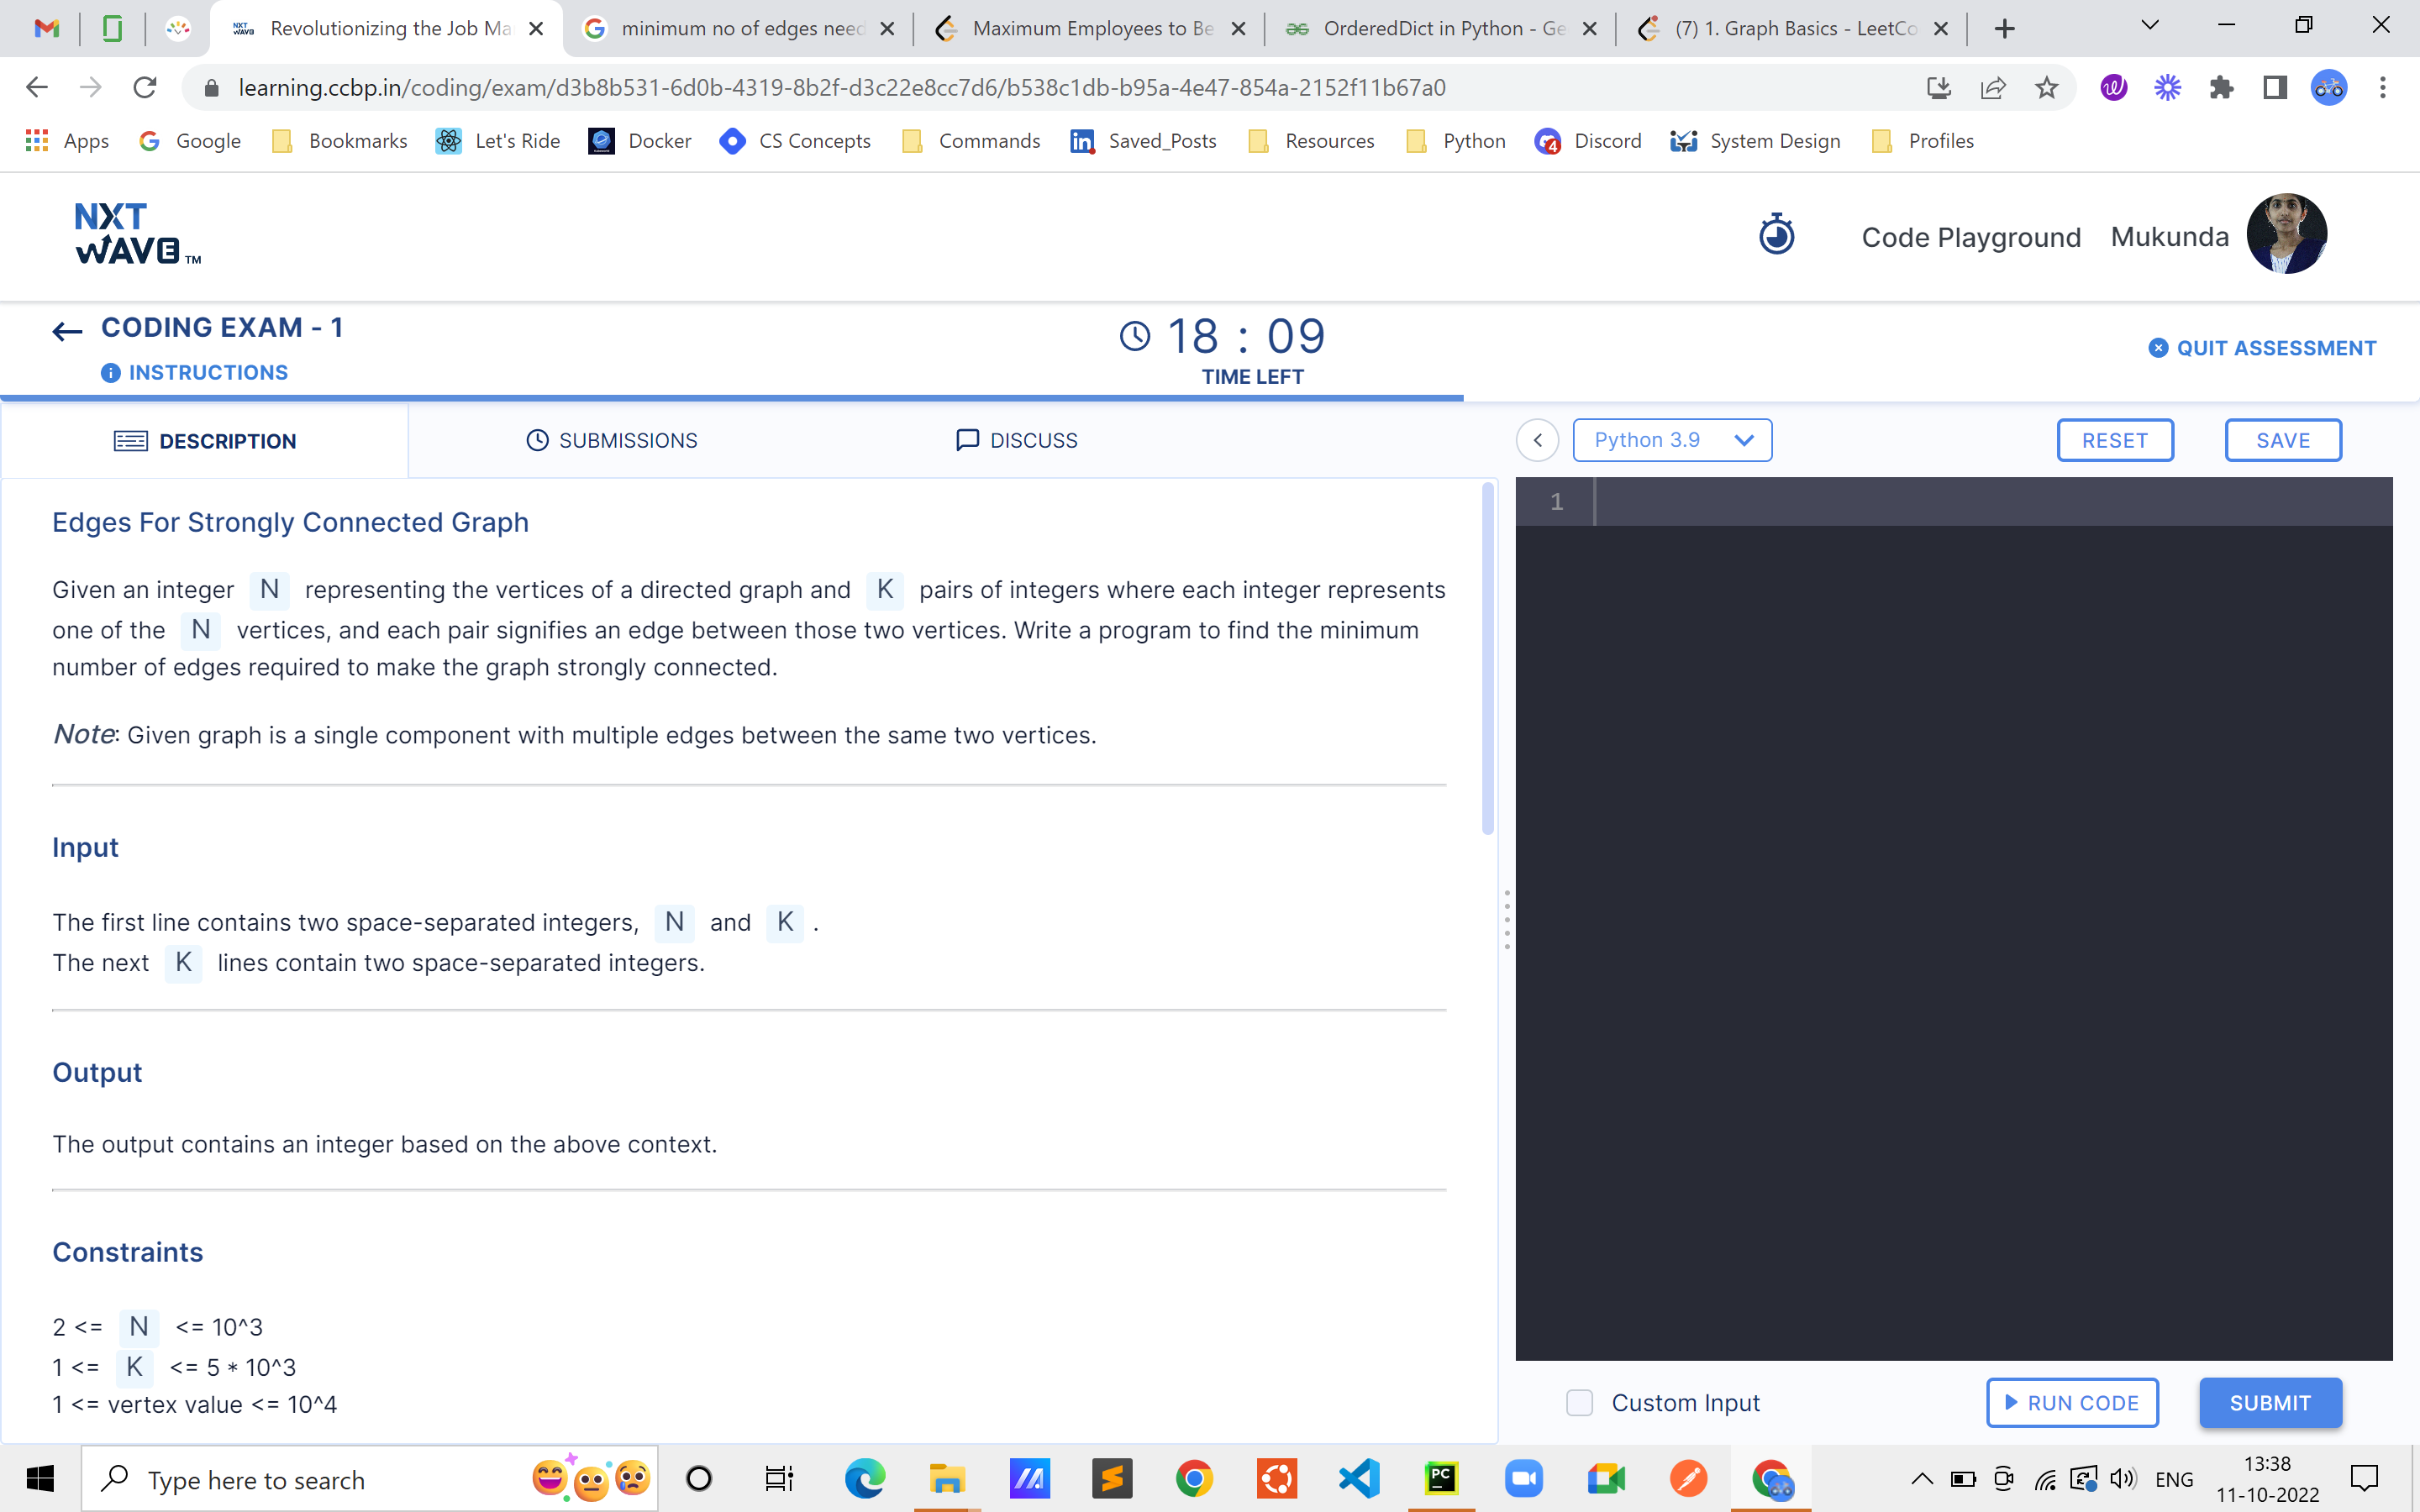 Revolutionizing the Job Ma
minimum no of edges need
Maximum Employees to Be
OrderedDict in Python - Ge
(7) 1. Graph Basics - LeetCo
learning.ccbp.in/coding/exam/d3b8b531-6d0b-4319-8b2f-d3c22e8cc7d6/b538c1db-b95a-4e47-854a-2152f11b67a0
Apps Google Bookmarks Let's Ride Docker CS Concepts Commands Saved_Posts Resources Python Discord System Design Profiles
NXT
WAVE TM
Code Playground Mukunda
CODING EXAM - 1
INSTRUCTIONS
18 : 09
TIME LEFT
QUIT ASSESSMENT
DESCRIPTION SUBMISSIONS DISCUSS
Python 3.9 RESET SAVE
Edges For Strongly Connected Graph
Given an integer N representing the vertices of a directed graph and K pairs of integers where each integer represents
one of the N vertices, and each pair signifies an edge between those two vertices. Write a program to find the minimum
number of edges required to make the graph strongly connected.
Note: Given graph is a single component with multiple edges between the same two vertices.
Input
The first line contains two space-separated integers, N and K .
The next K lines contain two space-separated integers.
Output
The output contains an integer based on the above context.
Constraints
2 <= N <= 10^3
1 <= K <= 5 * 10^3
1 <= vertex value <= 10^4
1
Custom Input RUN CODE SUBMIT
Type here to search
ENG
13:38
11-10-2022